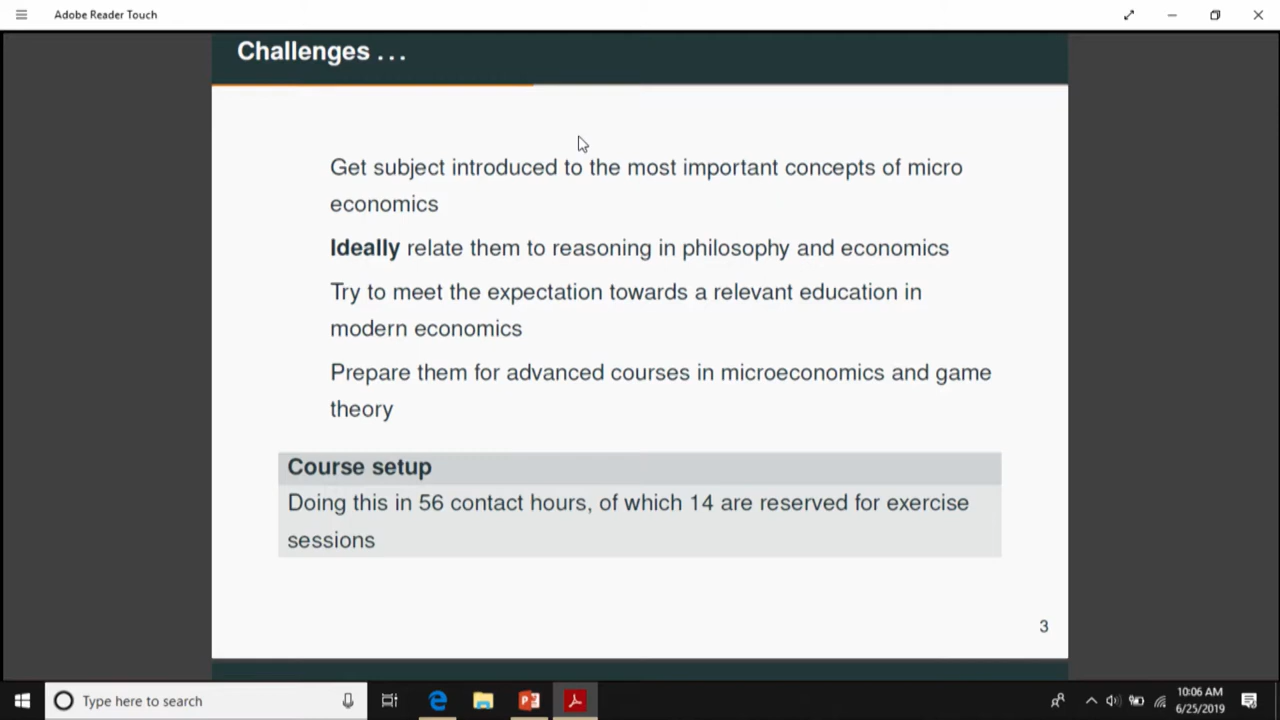 Adobe Reader Touch
Challenges ...
Get subject introduced to the most important concepts of micro
economics
Ideally relate them to reasoning in philosophy and economics
Try to meet the expectation towards a relevant education in
modern economics
Prepare them for advanced courses in microeconomics and game
theory
Course setup
Doing this in 56 contact hours, of which 14 are reserved for exercise
sessions
3
Type here to search
10:06 AM
6/25/2019